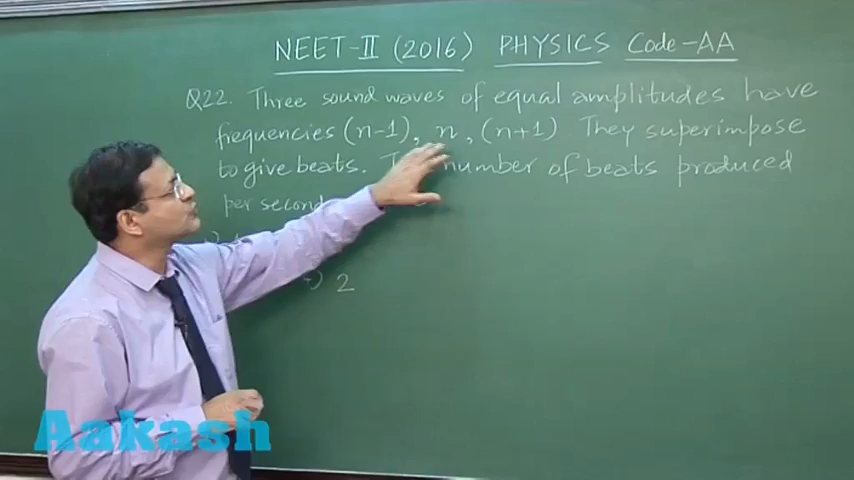 NEET-II (2016) PHYSICS Code-AA
Q22. Three sound waves of equal amplitudes have
frequencies (n-1), n, (n+1) They superimpose
to give beats. number of beats produced
per second
2
Aakash